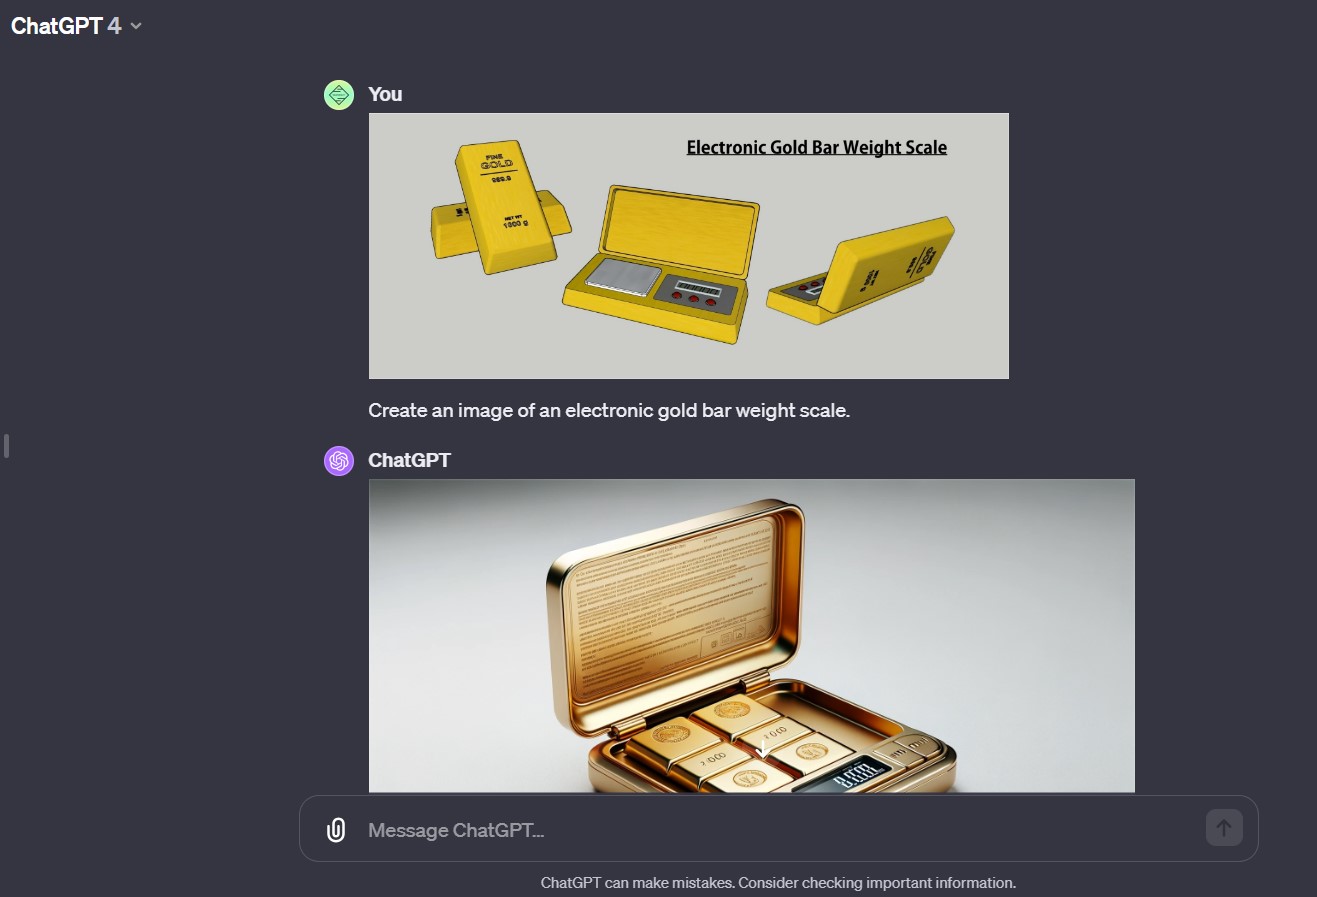 ChatGPT 4
You
Electronic Gold Bar Weight Scale
FINE
GOLD
999.9
NET WT
1000 g
Create an image of an electronic gold bar weight scale.
ChatGPT
Message ChatGPT...
ChatGPT can make mistakes. Consider checking important information.